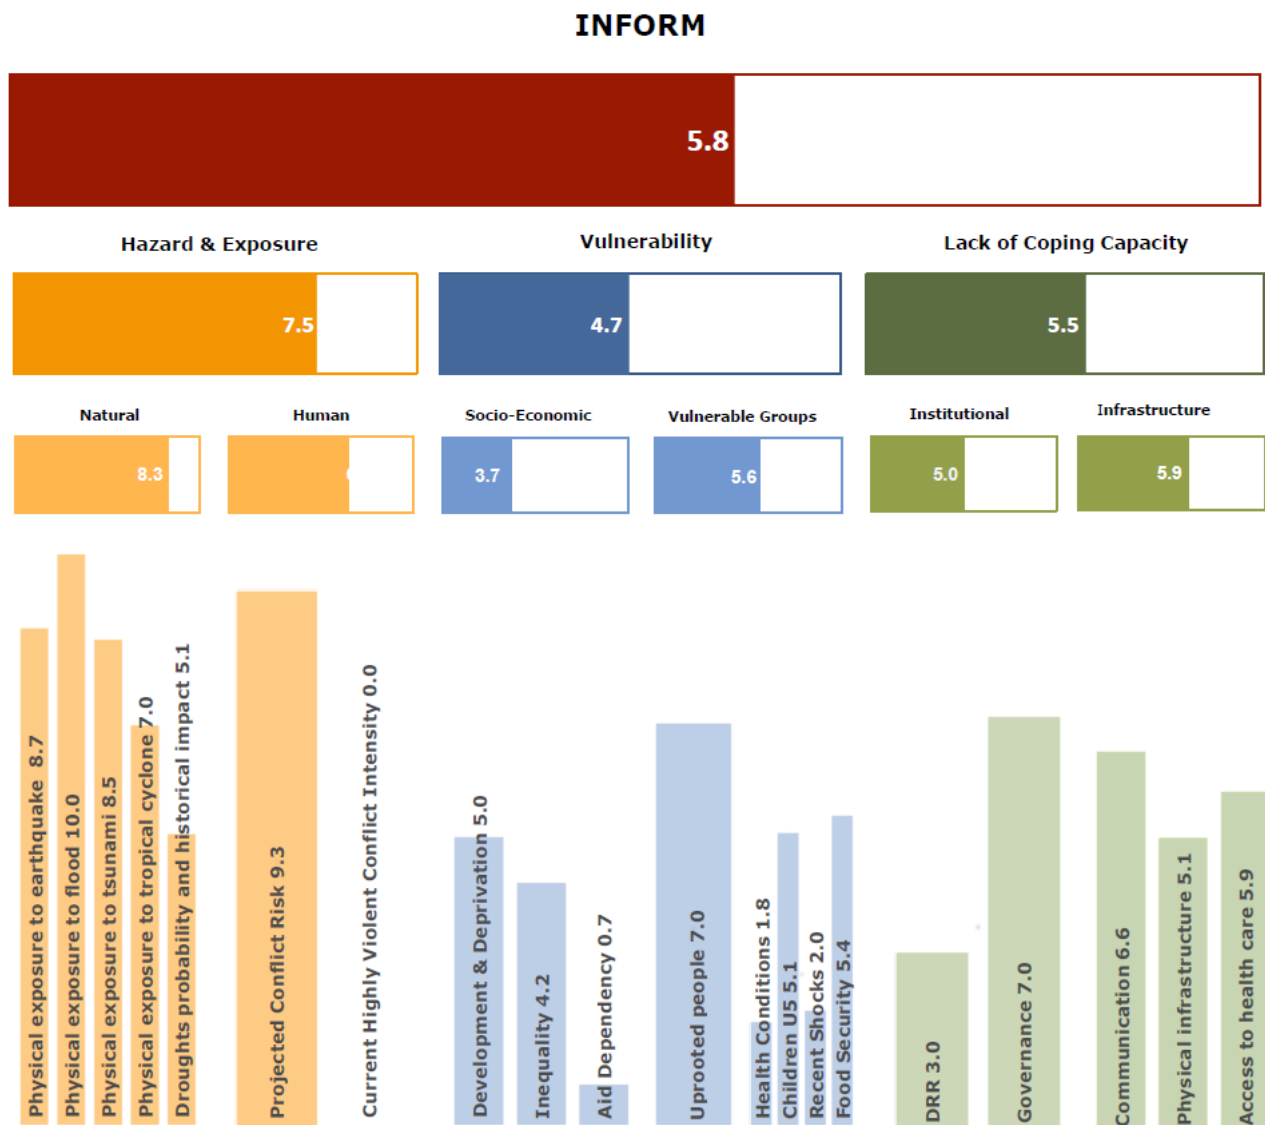 INFORM
5.8
Hazard & Exposure
Vulnerability
Lack of Coping Capacity
7.5
4.7
5.5
Natural
Human
Socio-Economic
Vulnerable Groups
Institutional
Infrastructure
8.3
3.7
5.6
5.0
5.9
Physical exposure to earthquake 8.7
Physical exposure to flood 10.0
Physical exposure to tsunami 8.5
Physical exposure to tropical cyclone 7.0
Droughts probability and historical impact 5.1
Projected Conflict Risk 9.3
Current Highly Violent Conflict Intensity 0.0
Development & Deprivation 5.0
Inequality 4.2
Aid Dependency 0.7
Uprooted people 7.0
Health Conditions 1.8
Children U5 5.1
Recent Shocks 2.0
Food Security 5.4
DRR 3.0
Governance 7.0
Communication 6.6
Physical infrastructure 5.1
Access to health care 5.9